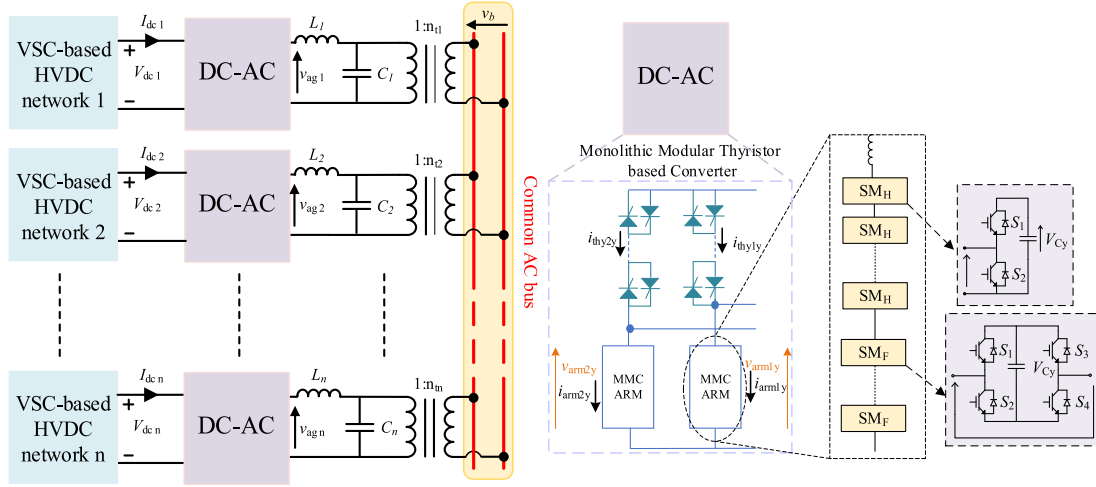 VSC-based
HVDC
network 1
I_dc 1
+
V_dc 1
−
DC-AC
L_1
v_ag 1
C_1
1:n_t1
v_b
VSC-based
HVDC
network 2
I_dc 2
+
V_dc 2
−
DC-AC
L_2
v_ag 2
C_2
1:n_t2
Common AC bus
VSC-based
HVDC
network n
I_dc n
+
V_dc n
−
DC-AC
L_n
v_ag n
C_n
1:n_tn
DC-AC
Monolithic Modular Thyristor
based Converter
i_thy2y
i_thy1y
v_arm2y
i_arm2y
MMC
ARM
MMC
ARM
v_arm1y
i_arm1y
SM_H
SM_H
SM_H
SM_F
SM_F
S_1
S_2
V_Cy
S_1
S_2
V_Cy
S_3
S_4